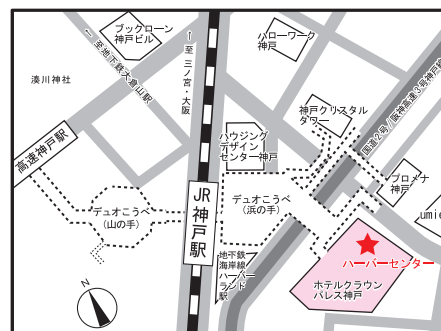 ブックローン
神戸ビル
← 至地下鉄大倉山駅
← 至 三ノ宮・大阪
ハローワーク
神戸
湊川神社
神戸クリスタル
タワー
国道2号/阪神高速3号神戸線
高速神戸駅
ハウジング
デザイン
センター神戸
プロメナ
神戸
デュオこうべ
(山の手)
JR
神戸駅
デュオこうべ
(浜の手)
umie
地下鉄
海岸線
ハーバー
ランド
駅
ハーバーセンター
ホテルクラウン
パレス神戸
N